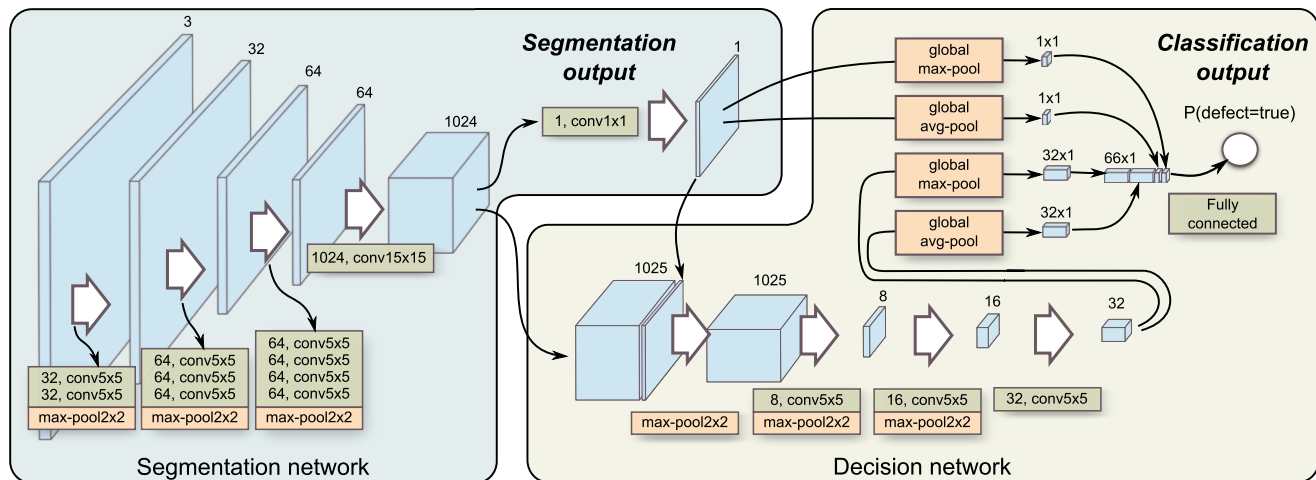 3
32
64
64
1024
Segmentation
output
1
1, conv1x1
1024, conv15x15
32, conv5x5
32, conv5x5
max-pool2x2
64, conv5x5
64, conv5x5
64, conv5x5
max-pool2x2
64, conv5x5
64, conv5x5
64, conv5x5
64, conv5x5
max-pool2x2
Segmentation network
global
max-pool
1x1
global
avg-pool
1x1
global
max-pool
32x1
global
avg-pool
32x1
66x1
Classification
output
P(defect=true)
Fully
connected
1025
1025
8
16
32
max-pool2x2
8, conv5x5
max-pool2x2
16, conv5x5
max-pool2x2
32, conv5x5
Decision network